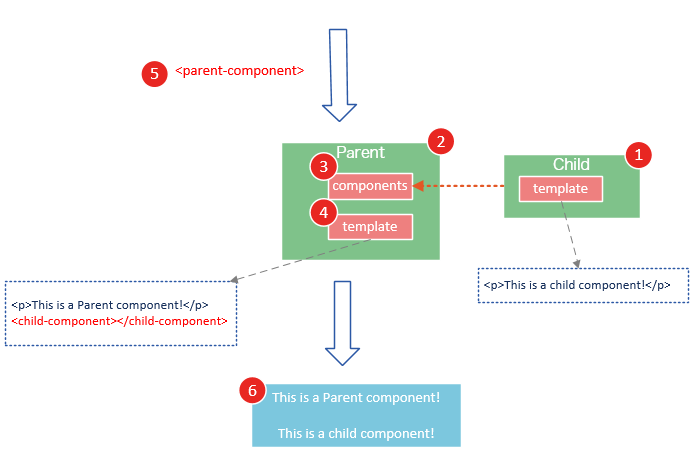 5 <parent-component>
2
1
Parent
Child
3
components
template
4
template
<p>This is a Parent component!</p>
<child-component></child-component>
<p>This is a child component!</p>
6
This is a Parent component!
This is a child component!